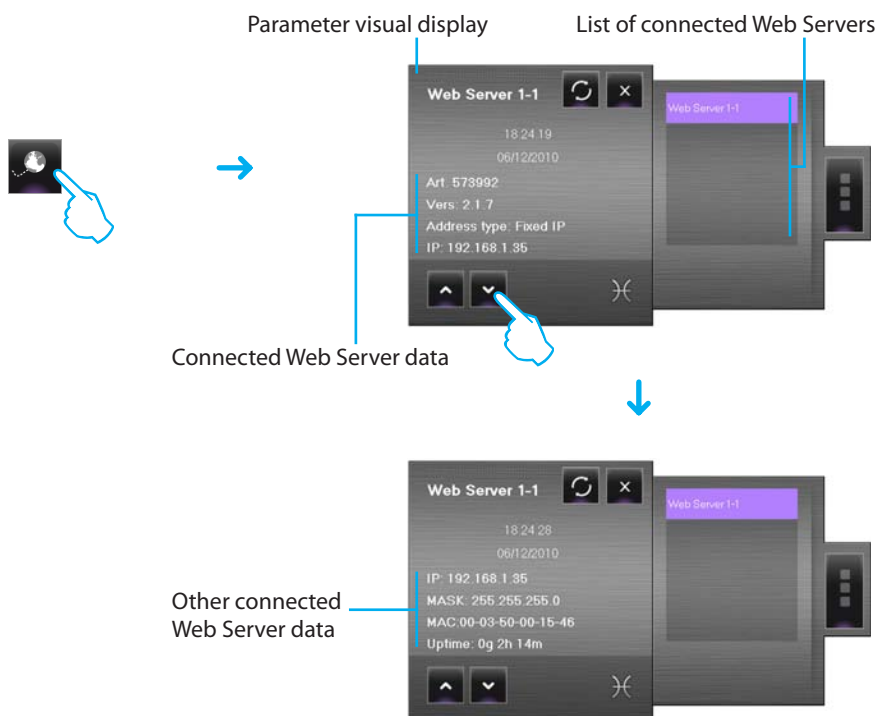 Parameter visual display
List of connected Web Servers
Web Server 1-1
Web Server 1-1
18 24 19
06/12/2010
Art. 573992
Vers: 2.1.7
Address type: Fixed IP
IP: 192.168.1.35
Connected Web Server data
Web Server 1-1
Web Server 1-1
18 24 28
06/12/2010
IP: 192.168.1.35
MASK: 255.255.255.0
MAC:00-03-50-00-15-46
Uptime: 0g 2h 14m
Other connected
Web Server data